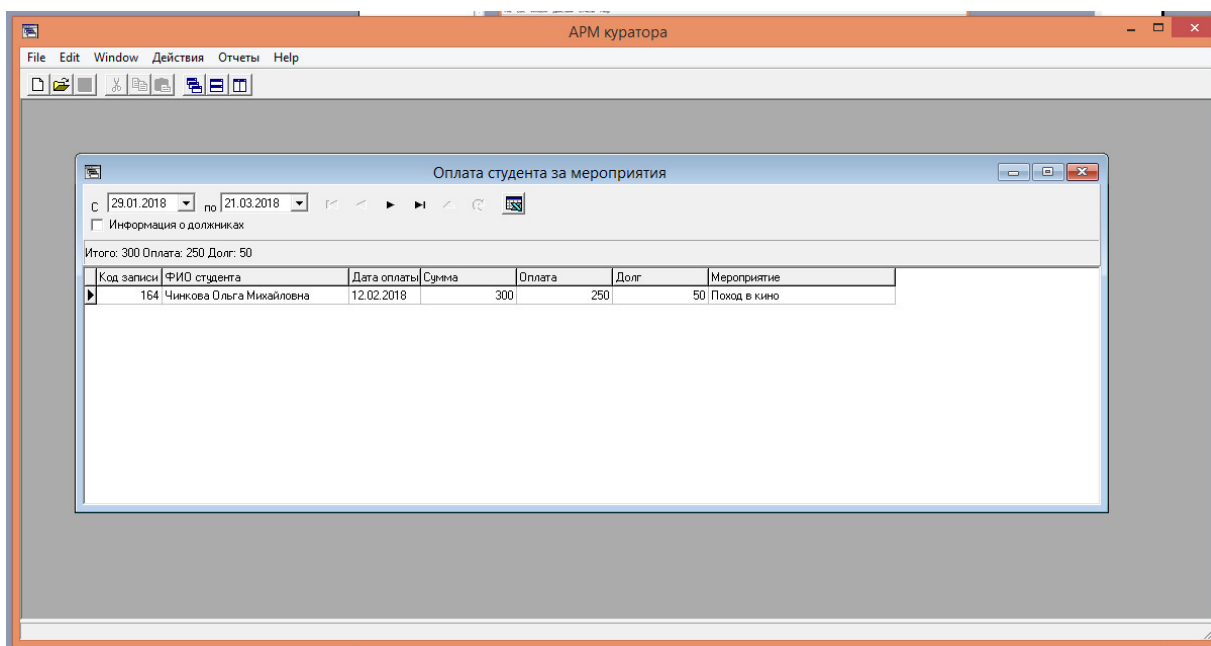 АРМ куратора
File Edit Window Действия Отчеты Help
Оплата студента за мероприятия
С 29.01.2018 по 21.03.2018
Информация о должниках
Итого: 300 Оплата: 250 Долг: 50
Код записи ФИО студента Дата оплаты Сумма Оплата Долг Мероприятие
164 Чинкова Ольга Михайловна 12.02.2018 300 250 50 Поход в кино